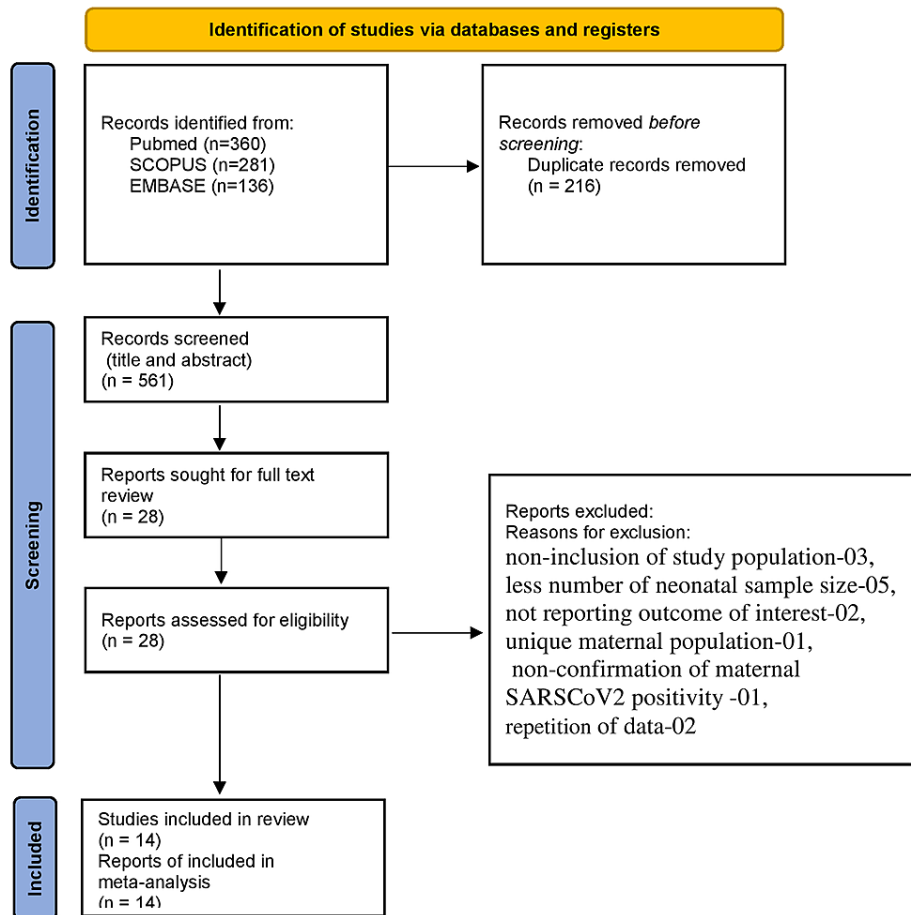 Identification of studies via databases and registers
Identification
Records identified from:
Pubmed (n=360)
SCOPUS (n=281)
EMBASE (n=136)
Records removed before
screening:
Duplicate records removed
(n = 216)
Screening
Records screened
(title and abstract)
(n = 561)
Reports sought for full text
review
(n = 28)
Reports assessed for eligibility
(n = 28)
Reports excluded:
Reasons for exclusion:
non-inclusion of study population-03,
less number of neonatal sample size-05,
not reporting outcome of interest-02,
unique maternal population-01,
non-confirmation of maternal
SARSCoV2 positivity -01,
repetition of data-02
Included
Studies included in review
(n = 14)
Reports of included in
meta-analysis
(n = 14)